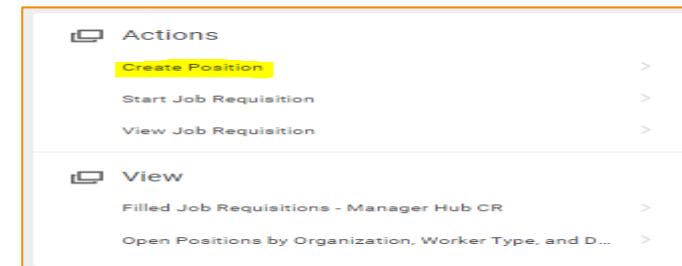 Actions
Create Position >
Start Job Requisition >
View Job Requisition >
View
Filled Job Requisitions - Manager Hub CR >
Open Positions by Organization, Worker Type, and D... >